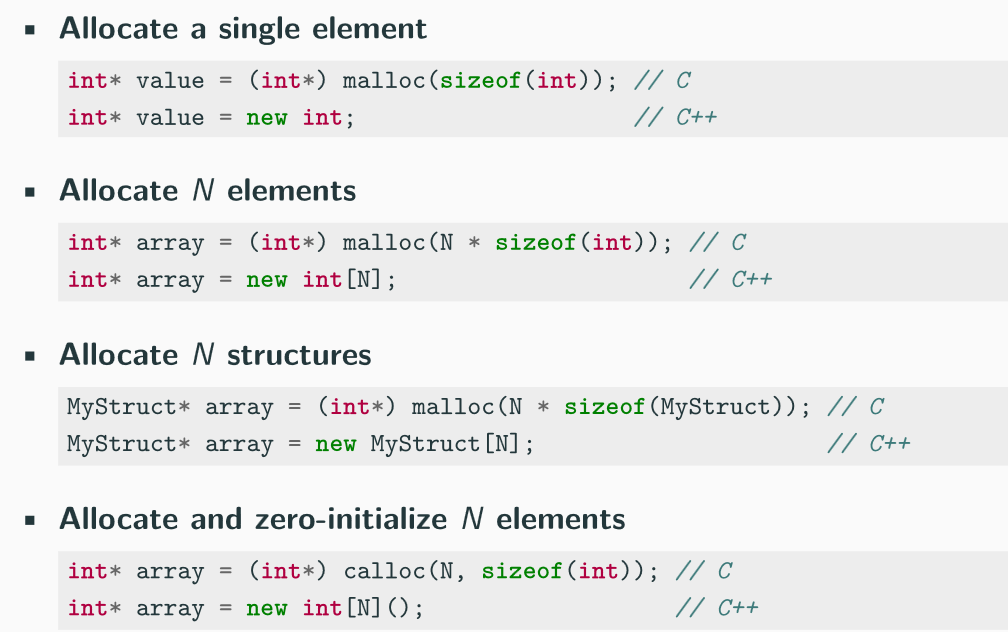 ▪ Allocate a single element
int* value = (int*) malloc(sizeof(int)); // C
int* value = new int; // C++
▪ Allocate N elements
int* array = (int*) malloc(N * sizeof(int)); // C
int* array = new int[N]; // C++
▪ Allocate N structures
MyStruct* array = (int*) malloc(N * sizeof(MyStruct)); // C
MyStruct* array = new MyStruct[N]; // C++
▪ Allocate and zero-initialize N elements
int* array = (int*) calloc(N, sizeof(int)); // C
int* array = new int[N](); // C++